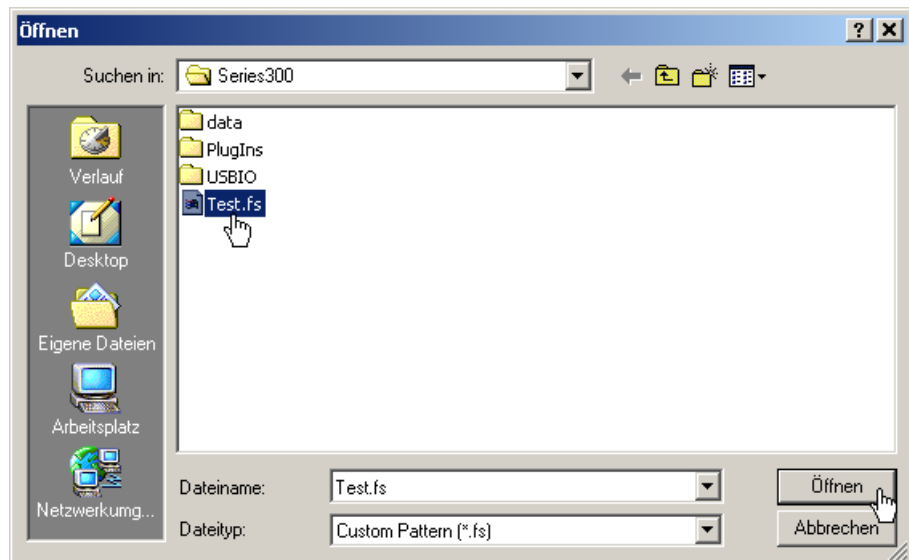 Öffnen
Suchen in: Series300
data
PlugIns
USBIO
Test.fs
Verlauf
Desktop
Eigene Dateien
Arbeitsplatz
Netzwerkumg...
Dateiname: Test.fs Öffnen
Dateityp: Custom Pattern (*.fs) Abbrechen